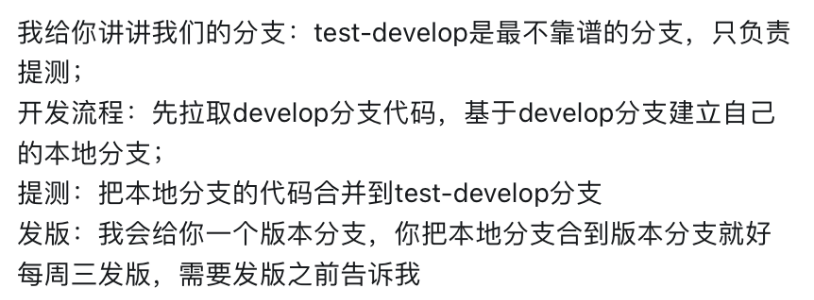 我给你讲讲我们的分支：test-develop是最不靠谱的分支，只负责
提测；
开发流程：先拉取develop分支代码，基于develop分支建立自己
的本地分支；
提测：把本地分支的代码合并到test-develop分支
发版：我会给你一个版本分支，你把本地分支合到版本分支就好
每周三发版，需要发版之前告诉我